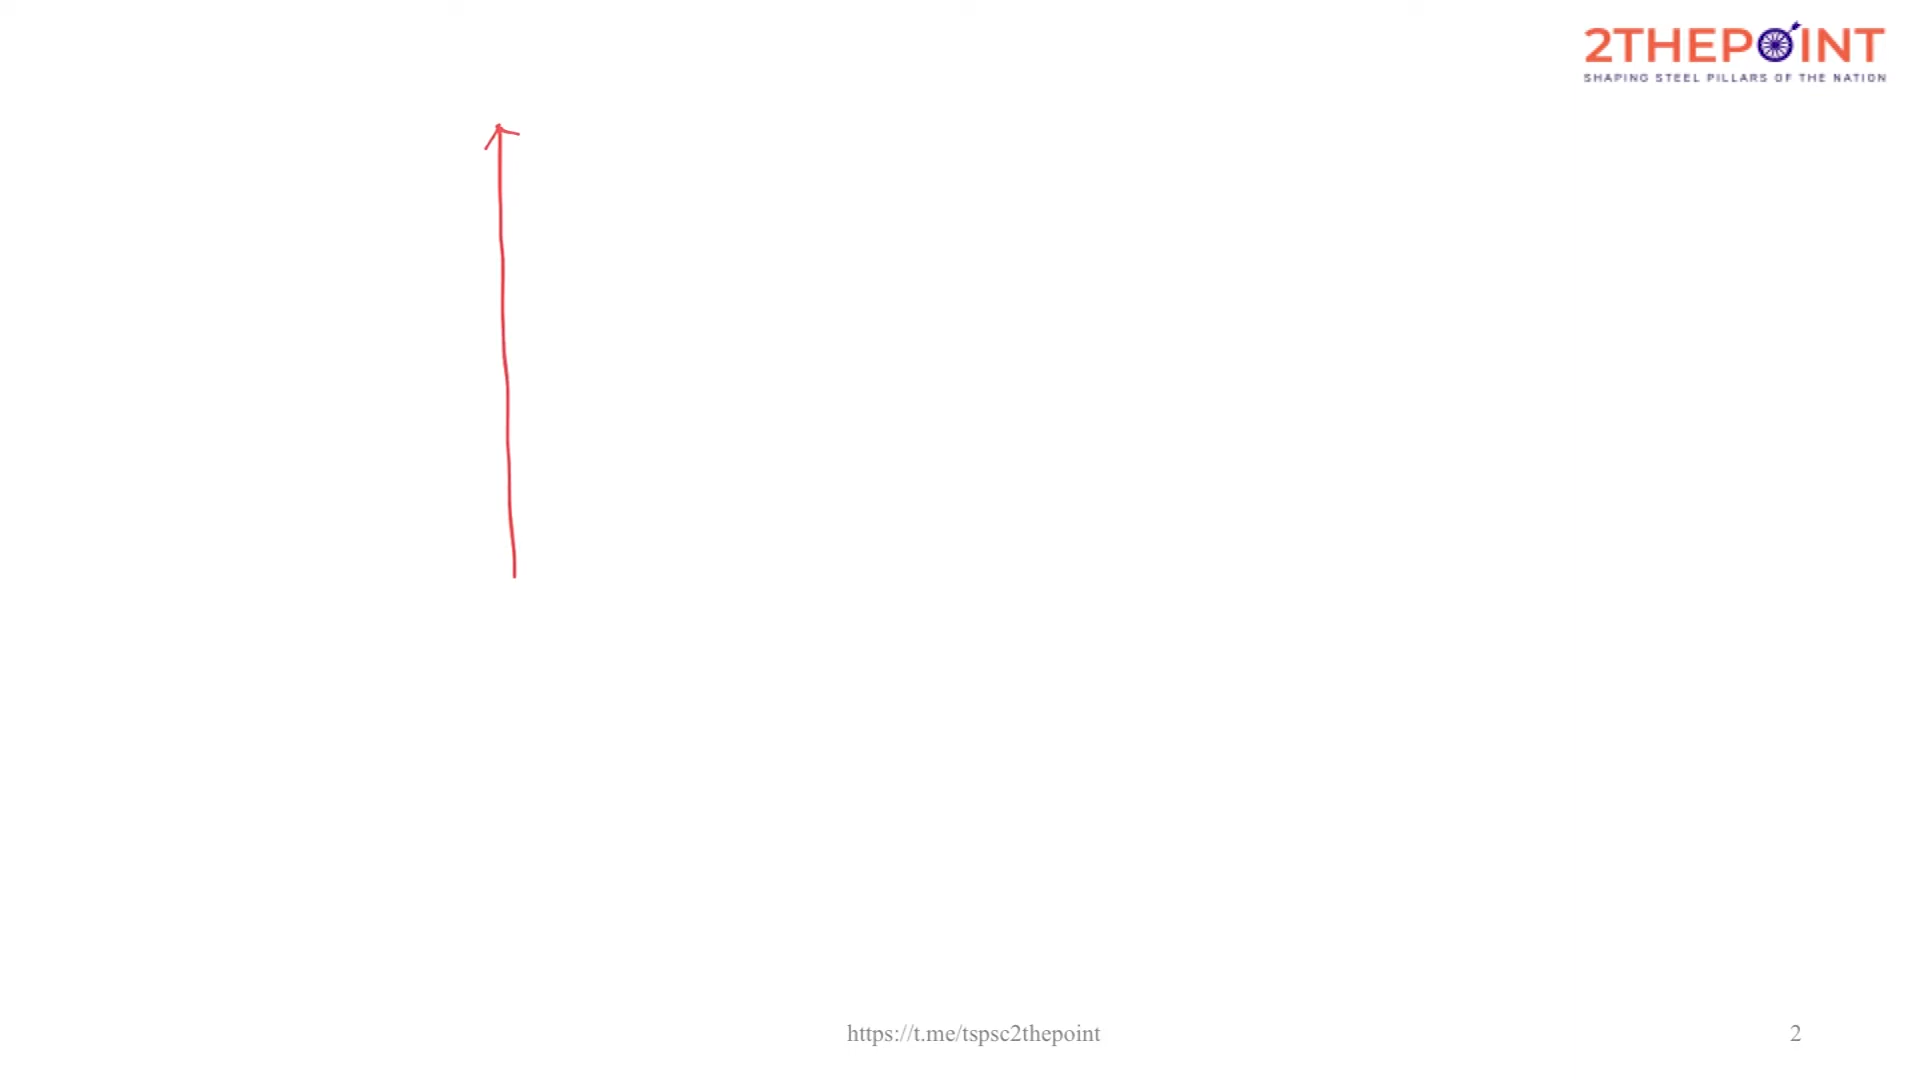 2THEPOINT
SHAPING STEEL PILLARS OF THE NATION
https://t.me/tspsc2thepoint
2